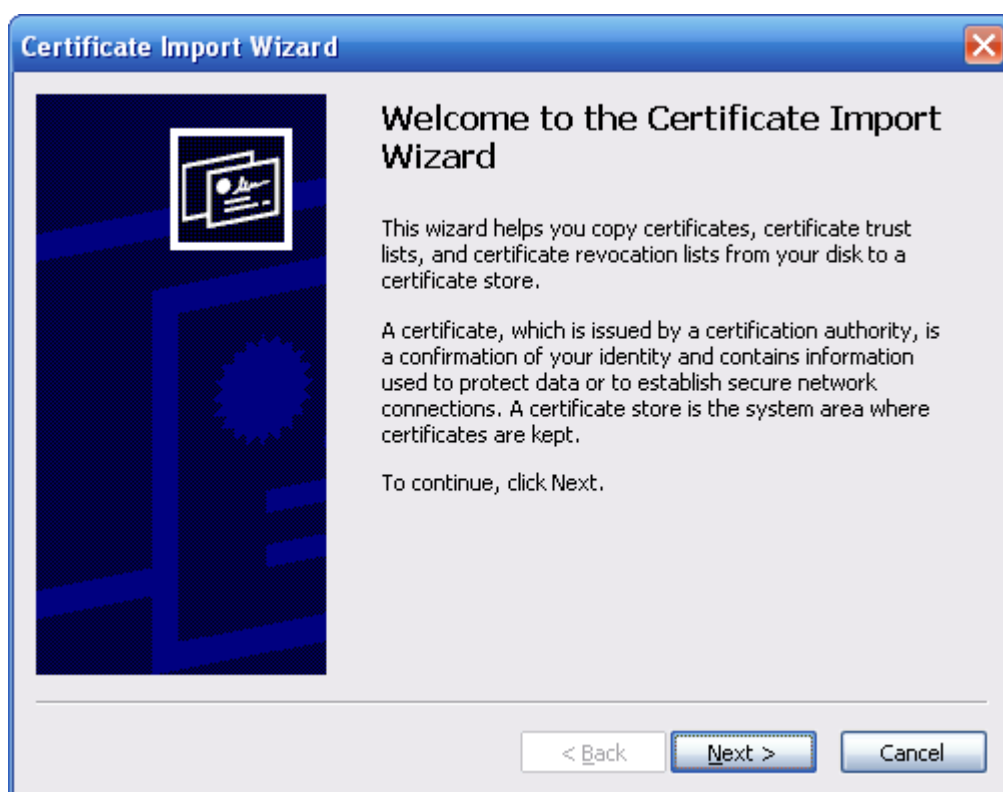 Certificate Import Wizard
Welcome to the Certificate Import
Wizard
This wizard helps you copy certificates, certificate trust
lists, and certificate revocation lists from your disk to a
certificate store.
A certificate, which is issued by a certification authority, is
a confirmation of your identity and contains information
used to protect data or to establish secure network
connections. A certificate store is the system area where
certificates are kept.
To continue, click Next.
< Back
Next >
Cancel